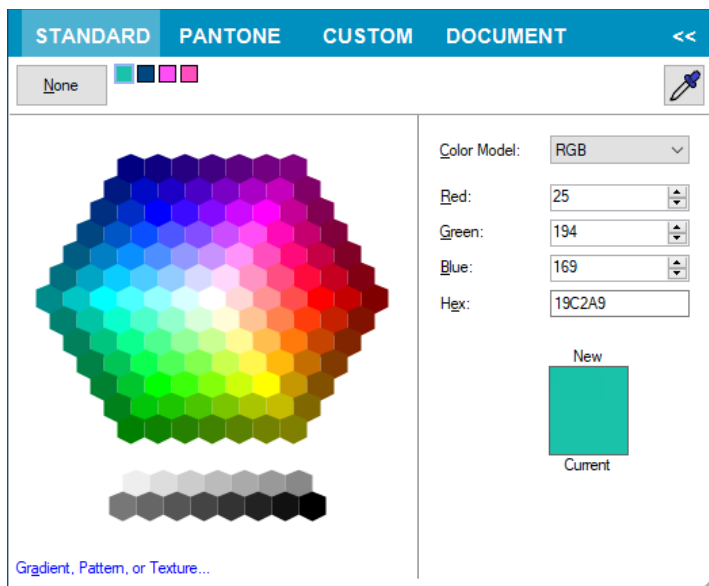 STANDARD PANTONE CUSTOM DOCUMENT <<
None
Color Model: RGB
Red: 25
Green: 194
Blue: 169
Hex: 19C2A9
New
Current
Gradient, Pattern, or Texture...